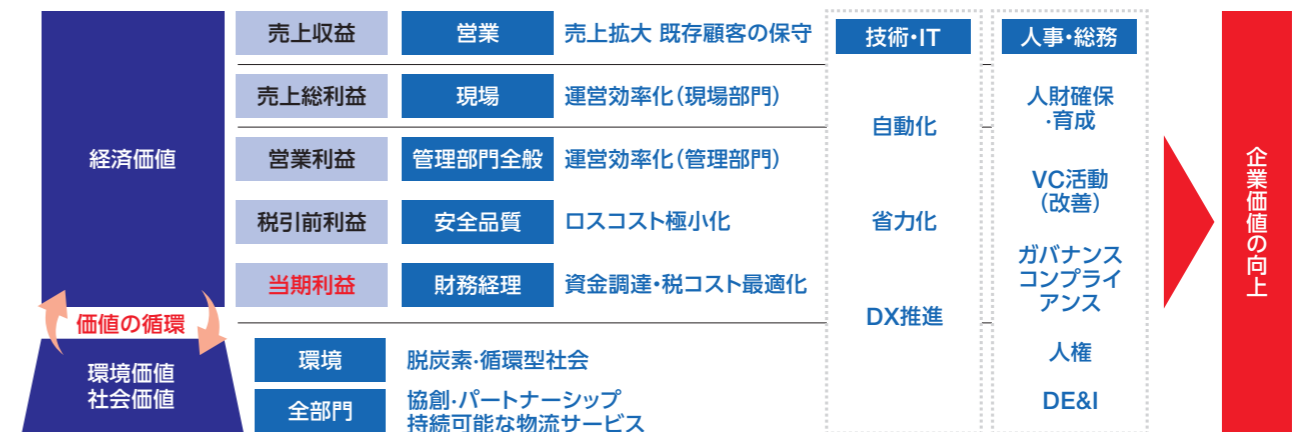 経済価値
価値の循環
環境価値
社会価値
売上収益 営業 売上拡大 既存顧客の保守
売上総利益 現場 運営効率化(現場部門)
営業利益 管理部門全般 運営効率化(管理部門)
税引前利益 安全品質 ロスコスト極小化
当期利益 財務経理 資金調達・税コスト最適化
環境 脱炭素・循環型社会
全部門 協創・パートナーシップ
持続可能な物流サービス
技術・IT
自動化
省力化
DX推進
人事・総務
人財確保
・育成
VC活動
(改善)
ガバナンス
コンプライ
アンス
人権
DE&I
企業価値の向上